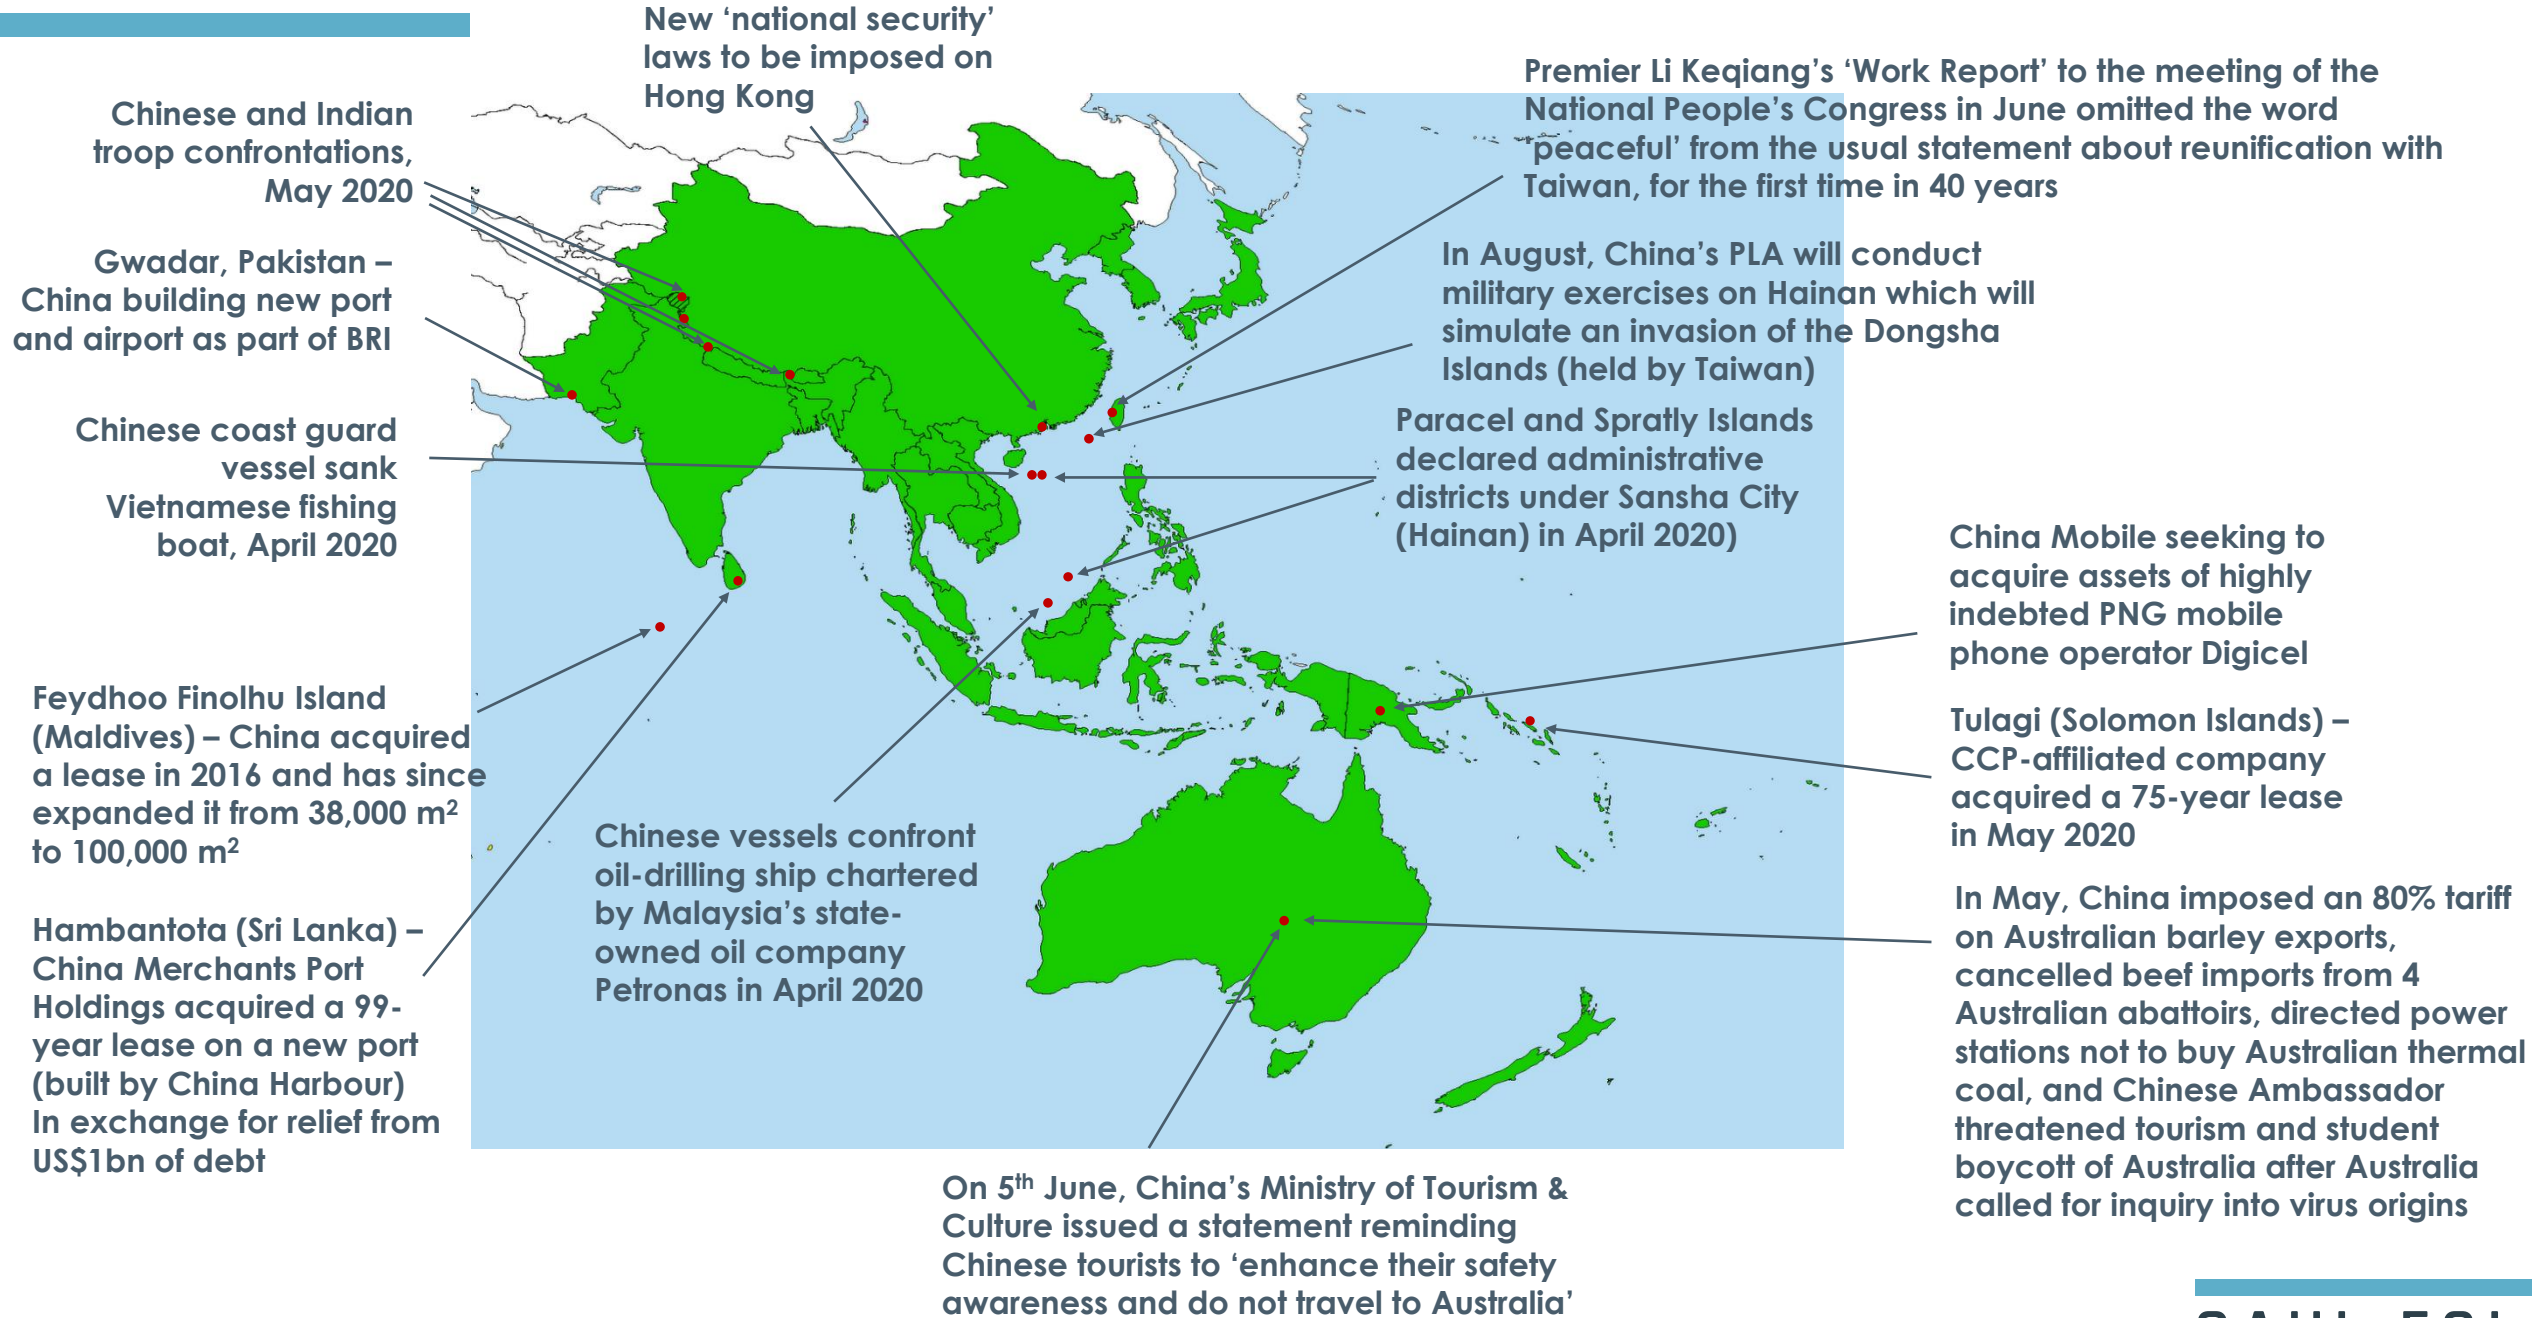 New ‘national security’
laws to be imposed on
Hong Kong
Premier Li Keqiang’s ‘Work Report’ to the meeting of the
National People’s Congress in June omitted the word
‘peaceful’ from the usual statement about reunification with
Taiwan, for the first time in 40 years
Chinese and Indian
troop confrontations,
May 2020
Gwadar, Pakistan –
China building new port
and airport as part of BRI
In August, China’s PLA will conduct
military exercises on Hainan which will
simulate an invasion of the Dongsha
Islands (held by Taiwan)
Chinese coast guard
vessel sank
Vietnamese fishing
boat, April 2020
Paracel and Spratly Islands
declared administrative
districts under Sansha City
(Hainan) in April 2020)
China Mobile seeking to
acquire assets of highly
indebted PNG mobile
phone operator Digicel
Feydhoo Finolhu Island
(Maldives) – China acquired
a lease in 2016 and has since
expanded it from 38,000 m²
to 100,000 m²
Tulagi (Solomon Islands) –
CCP-affiliated company
acquired a 75-year lease
in May 2020
Chinese vessels confront
oil-drilling ship chartered
by Malaysia’s state-
owned oil company
Petronas in April 2020
Hambantota (Sri Lanka) –
China Merchants Port
Holdings acquired a 99-
year lease on a new port
(built by China Harbour)
In exchange for relief from
US$1bn of debt
In May, China imposed an 80% tariff
on Australian barley exports,
cancelled beef imports from 4
Australian abattoirs, directed power
stations not to buy Australian thermal
coal, and Chinese Ambassador
threatened tourism and student
boycott of Australia after Australia
called for inquiry into virus origins
On 5th June, China’s Ministry of Tourism &
Culture issued a statement reminding
Chinese tourists to ‘enhance their safety
awareness and do not travel to Australia’